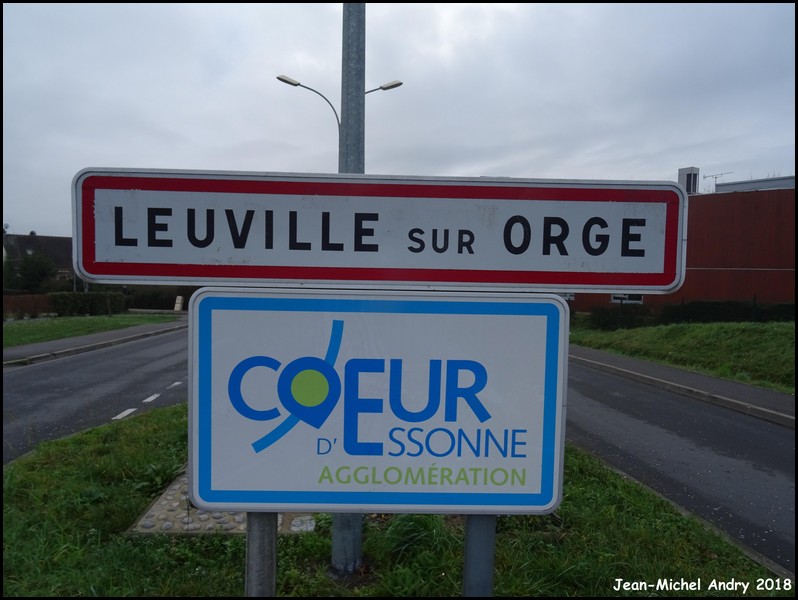 LEUVILLE SUR ORGE
COEUR
D'ESSONNE
AGGLOMÉRATION
Jean-Michel Andry 2018